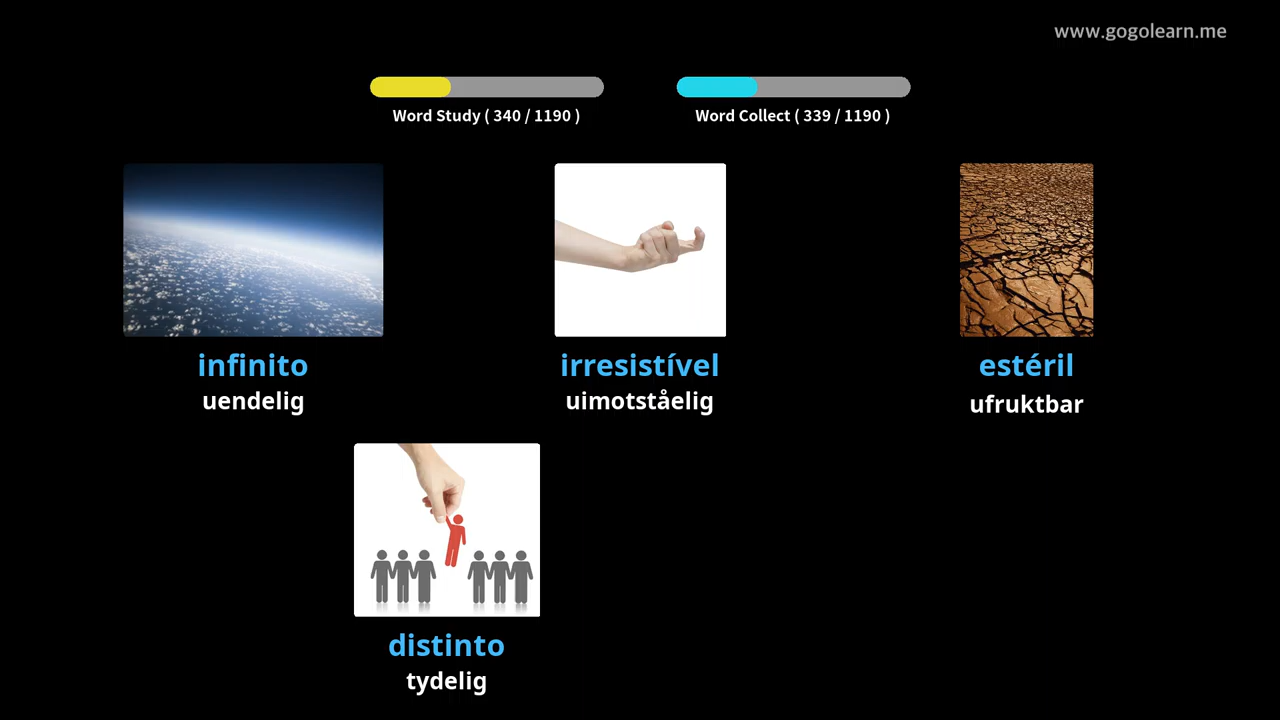 www.gogolearn.me
Word Study ( 340 / 1190 )
Word Collect ( 339 / 1190 )
infinito
uendelig
irresistível
uimotståelig
estéril
ufruktbar
distinto
tydelig